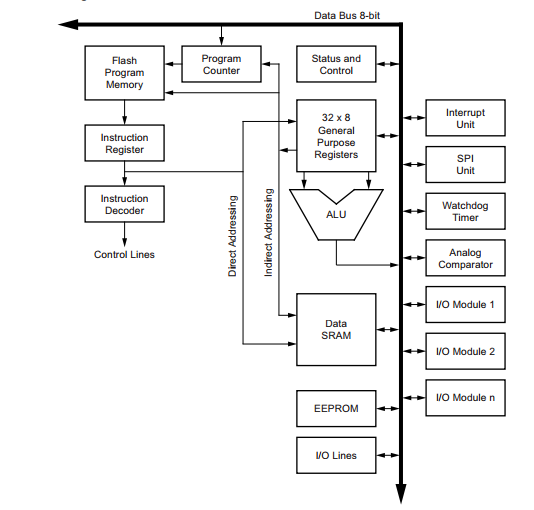 Data Bus 8-bit
Flash
Program
Memory
Program
Counter
Status and
Control
32 x 8
General
Purpose
Registers
Interrupt
Unit
Instruction
Register
SPI
Unit
Instruction
Decoder
ALU
Watchdog
Timer
Control Lines
Direct Addressing
Indirect Addressing
Analog
Comparator
I/O Module 1
Data
SRAM
I/O Module 2
I/O Module n
EEPROM
I/O Lines